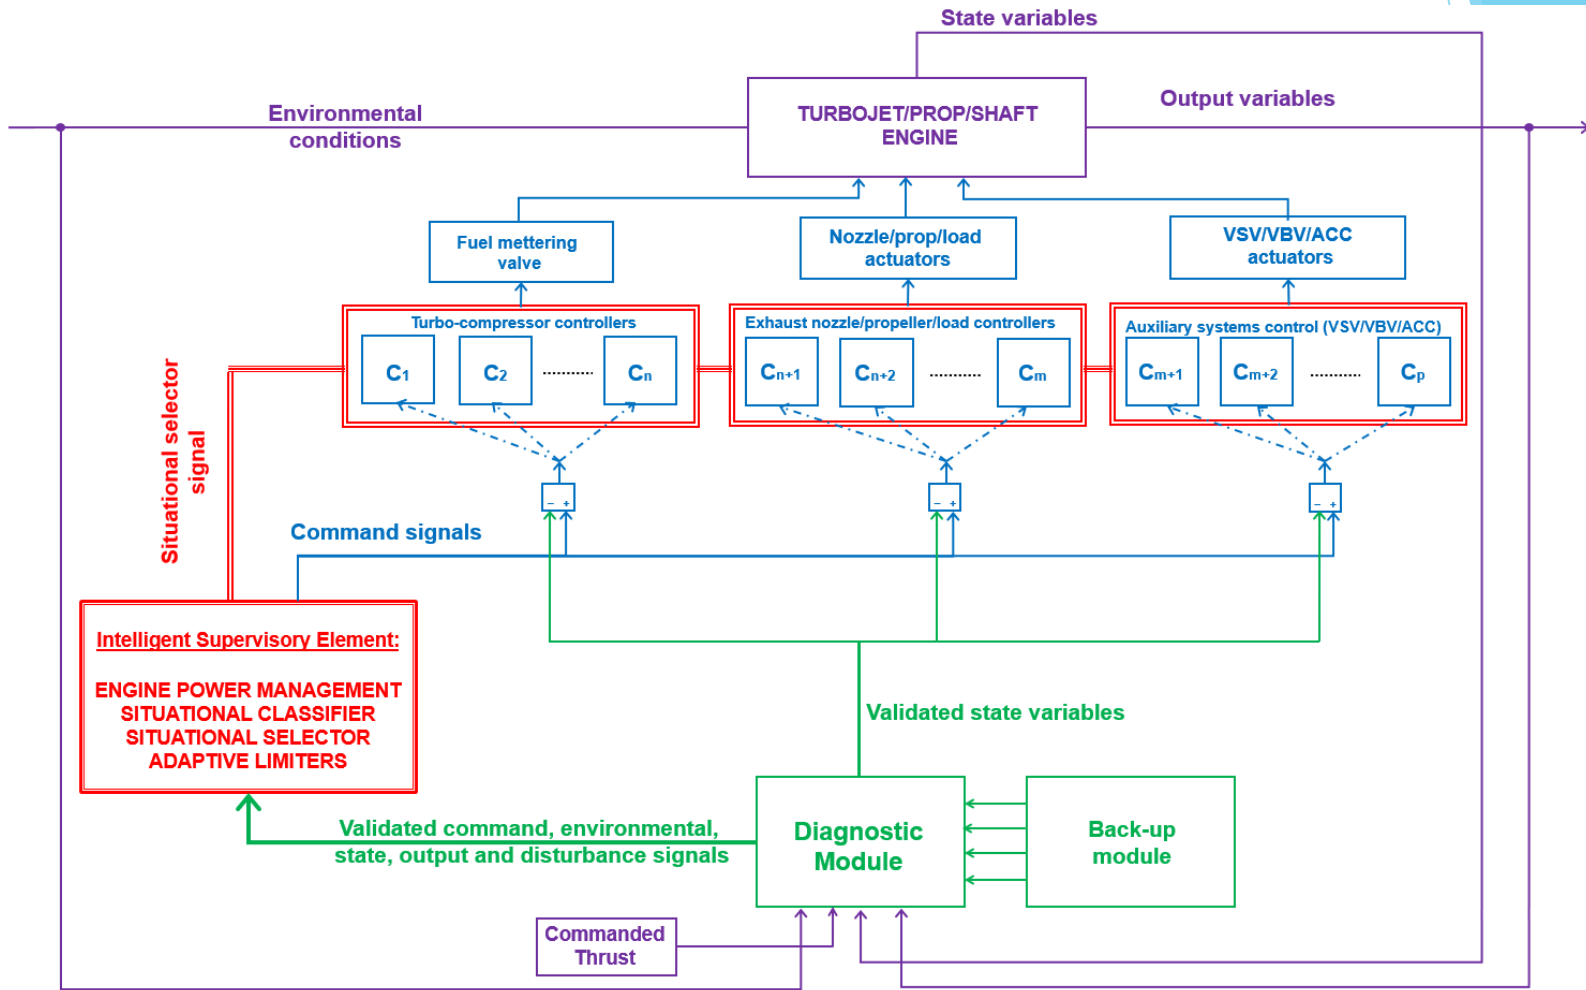 State variables
Environmental
conditions
TURBOJET/PROP/SHAFT
ENGINE
Output variables
Fuel mettering
valve
Nozzle/prop/load
actuators
VSV/VBV/ACC
actuators
Turbo-compressor controllers
C1 C2 ........... Cn
Exhaust nozzle/propeller/load controllers
Cn+1 Cn+2 ........... Cm
Auxiliary systems control (VSV/VBV/ACC)
Cm+1 Cm+2 ........... Cp
Situational selector
signal
− +
− +
− +
Command signals
Intelligent Supervisory Element:
ENGINE POWER MANAGEMENT
SITUATIONAL CLASSIFIER
SITUATIONAL SELECTOR
ADAPTIVE LIMITERS
Validated state variables
Validated command, environmental,
state, output and disturbance signals
Diagnostic
Module
Back-up
module
Commanded
Thrust